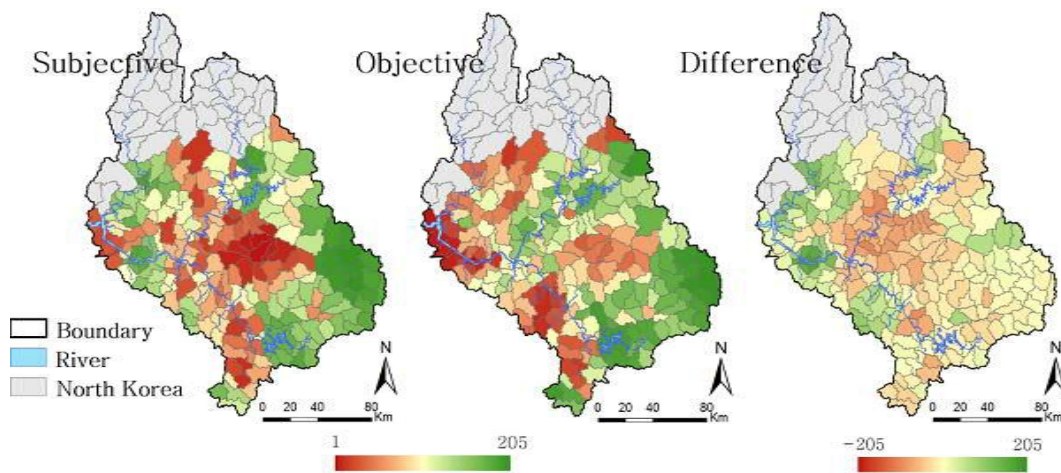 Subjective
Objective
Difference
Boundary
River
North Korea
N
0 20 40 80
Km
N
0 20 40 80
Km
N
0 20 40 80
Km
1 205
-205 205